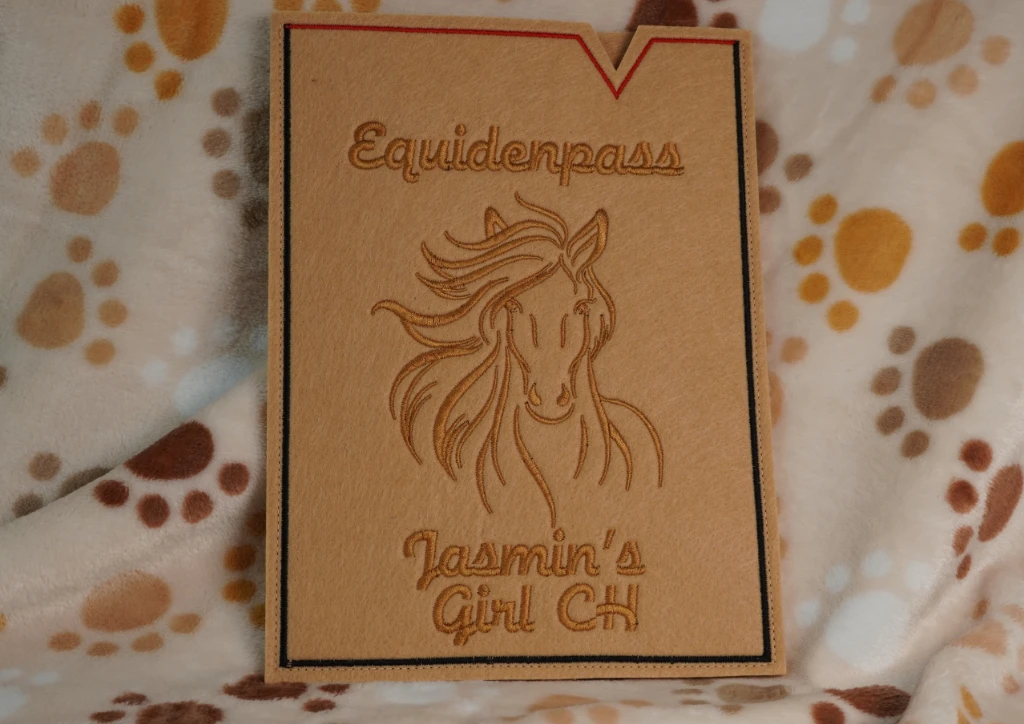 Equidenpass
Jasmin's
Girl CH